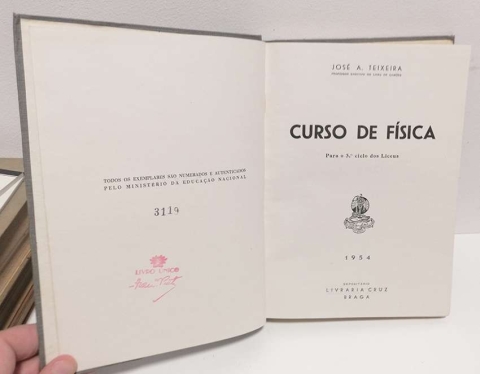 TODOS OS EXEMPLARES SÃO NUMERADOS E AUTENTICADOS
PELO MINISTÉRIO DA EDUCAÇÃO NACIONAL
3119
LIVRO ÚNICO
JOSÉ A. TEIXEIRA
CURSO DE FÍSICA
Para o 3.º ciclo dos Liceus
1954
DEPOSITÁRIA
LIVRARIA CRUZ
BRAGA